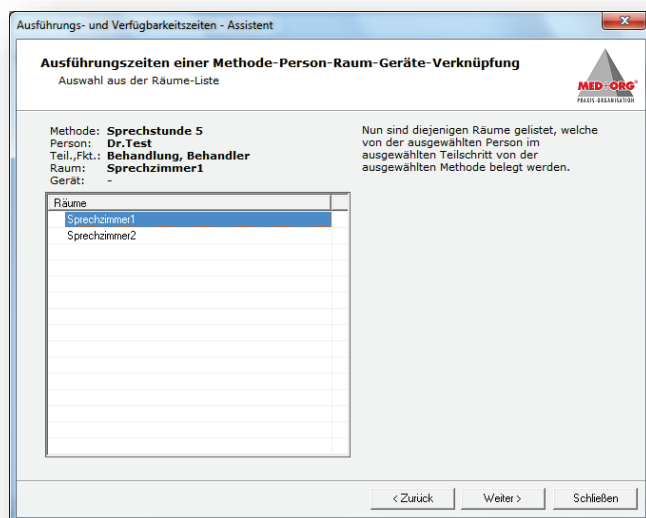 Ausführungs- und Verfügbarkeitszeiten - Assistent
Ausführungszeiten einer Methode-Person-Raum-Geräte-Verknüpfung
Auswahl aus der Räume-Liste
MED-ORG®
PRAXIS-ORGANISATION
Methode: Sprechstunde 5
Person: Dr.Test
Teil.,Fkt.: Behandlung, Behandler
Raum: Sprechzimmer1
Gerät: -
Nun sind diejenigen Räume gelistet, welche
von der ausgewählten Person im
ausgewählten Teilschritt von der
ausgewählten Methode belegt werden.
Räume
Sprechzimmer1
Sprechzimmer2
< Zurück
Weiter >
Schließen